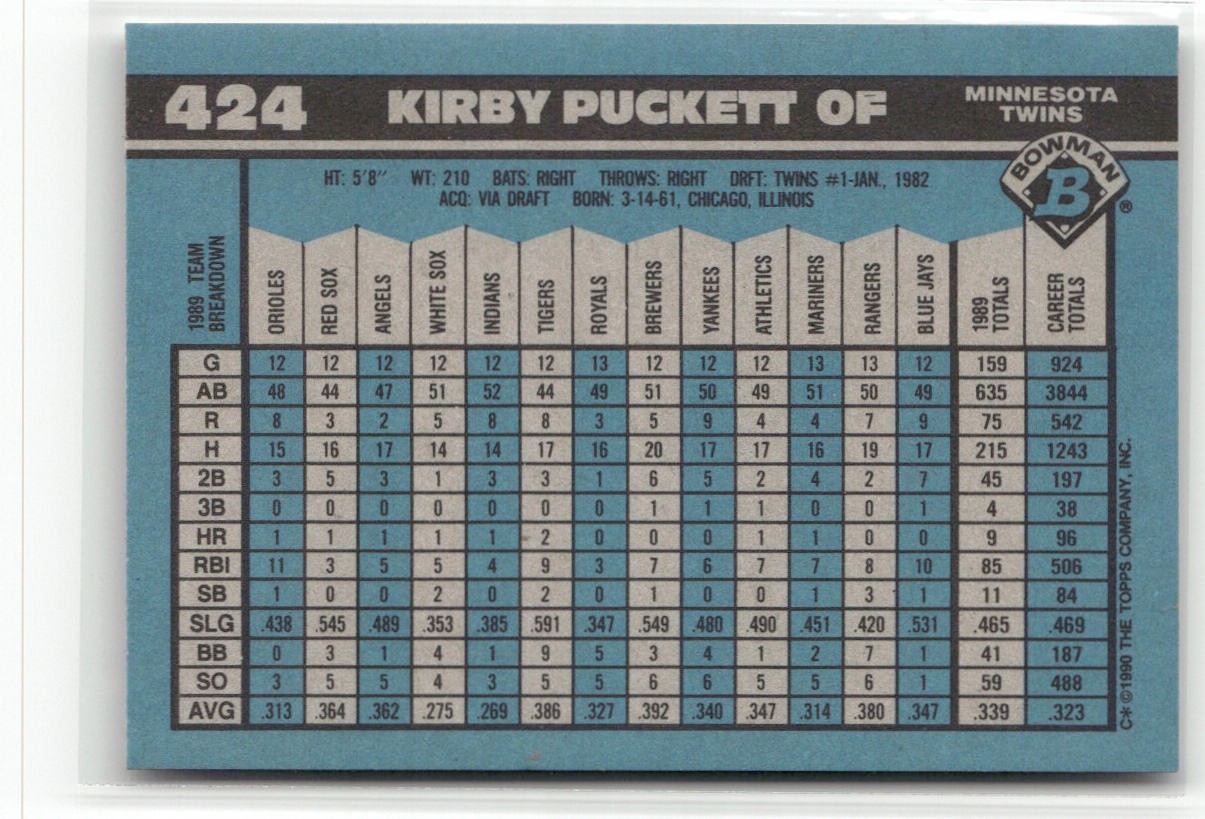 424 KIRBY PUCKETT OF MINNESOTA TWINS
BOWMAN
B
®
HT: 5'8" WT: 210 BATS: RIGHT THROWS: RIGHT DRFT: TWINS #1-JAN., 1982
ACQ: VIA DRAFT BORN: 3-14-61, CHICAGO, ILLINOIS
1989 TEAM BREAKDOWN ORIOLES RED SOX ANGELS WHITE SOX INDIANS TIGERS ROYALS BREWERS YANKEES ATHLETICS MARINERS RANGERS BLUE JAYS 1989 TOTALS CAREER TOTALS
G 12 12 12 12 12 12 13 12 12 12 13 13 12 159 924
AB 48 44 47 51 52 44 49 51 50 49 51 50 49 635 3844
R 8 3 2 5 8 8 3 5 9 4 4 7 9 75 542
H 15 16 17 14 14 17 16 20 17 17 16 19 17 215 1243
2B 3 5 3 1 3 3 1 6 5 2 4 2 7 45 197
3B 0 0 0 0 0 0 0 1 1 1 0 0 1 4 38
HR 1 1 1 1 1 2 0 0 0 1 1 0 0 9 96
RBI 11 3 5 5 4 9 3 7 6 7 7 8 10 85 506
SB 1 0 0 2 0 2 0 1 0 0 1 3 1 11 84
SLG .438 .545 .489 .353 .385 .591 .347 .549 .480 .490 .451 .420 .531 .465 .469
BB 0 3 1 4 1 9 5 3 4 1 2 7 1 41 187
SO 3 5 5 4 3 5 5 6 6 5 5 6 1 59 488
AVG .313 .364 .362 .275 .269 .386 .327 .392 .340 .347 .314 .380 .347 .339 .323
C* ©1990 THE TOPPS COMPANY, INC.